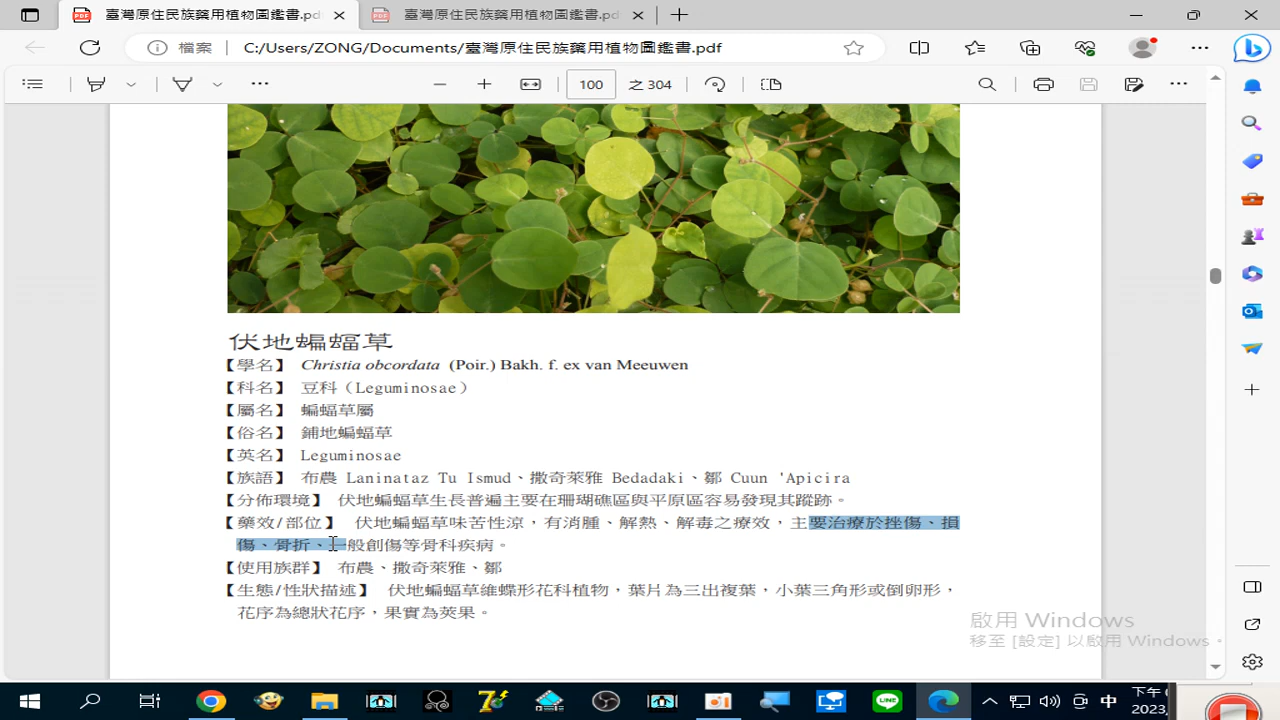 臺灣原住民族藥用植物圖鑑書.pd
臺灣原住民族藥用植物圖鑑書.pd
檔案 C:/Users/ZONG/Documents/臺灣原住民族藥用植物圖鑑書.pdf
100 之 304
伏地蝙蝠草
【學名】 Christia obcordata (Poir.) Bakh. f. ex van Meeuwen
【科名】 豆科（Leguminosae）
【屬名】 蝙蝠草屬
【俗名】 鋪地蝙蝠草
【英名】 Leguminosae
【族語】 布農 Laninataz Tu Ismud、撒奇萊雅 Bedadaki、鄒 Cuun 'Apicira
【分佈環境】 伏地蝙蝠草生長普遍主要在珊瑚礁區與平原區容易發現其蹤跡。
【藥效/部位】 伏地蝙蝠草味苦性涼，有消腫、解熱、解毒之療效，主要治療於挫傷、損
傷、骨折、一般創傷等骨科疾病。
【使用族群】 布農、撒奇萊雅、鄒
【生態/性狀描述】 伏地蝙蝠草維蝶形花科植物，葉片為三出複葉，小葉三角形或倒卵形，
花序為總狀花序，果實為莢果。
啟用 Windows
移至 [設定] 以啟用 Windows。
LINE
中
下午
2023